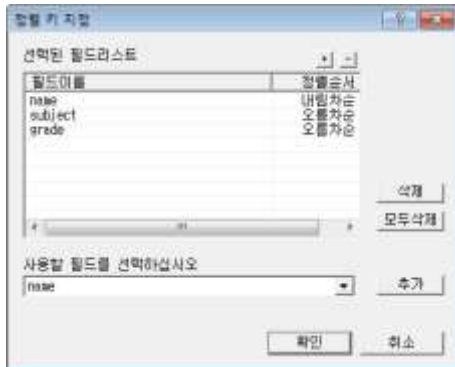 정렬 키 지정
선택된 필드리스트
필드이름 정렬순서
name 내림차순
subject 오름차순
grade 오름차순
삭제
모두삭제
사용할 필드를 선택하십시오
name
추가
확인 취소